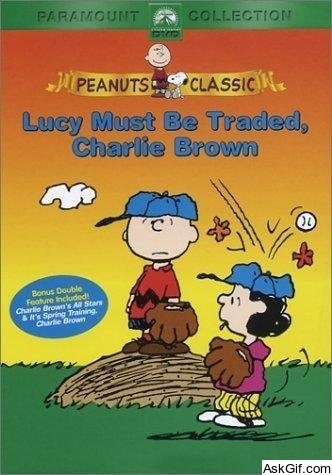 PARAMOUNT COLLECTION
PEANUTS CLASSIC
Lucy Must Be Traded,
Charlie Brown
Bonus Double
Feature Included!
Charlie Brown's All Stars
& It's Spring Training,
Charlie Brown
AskGif.com